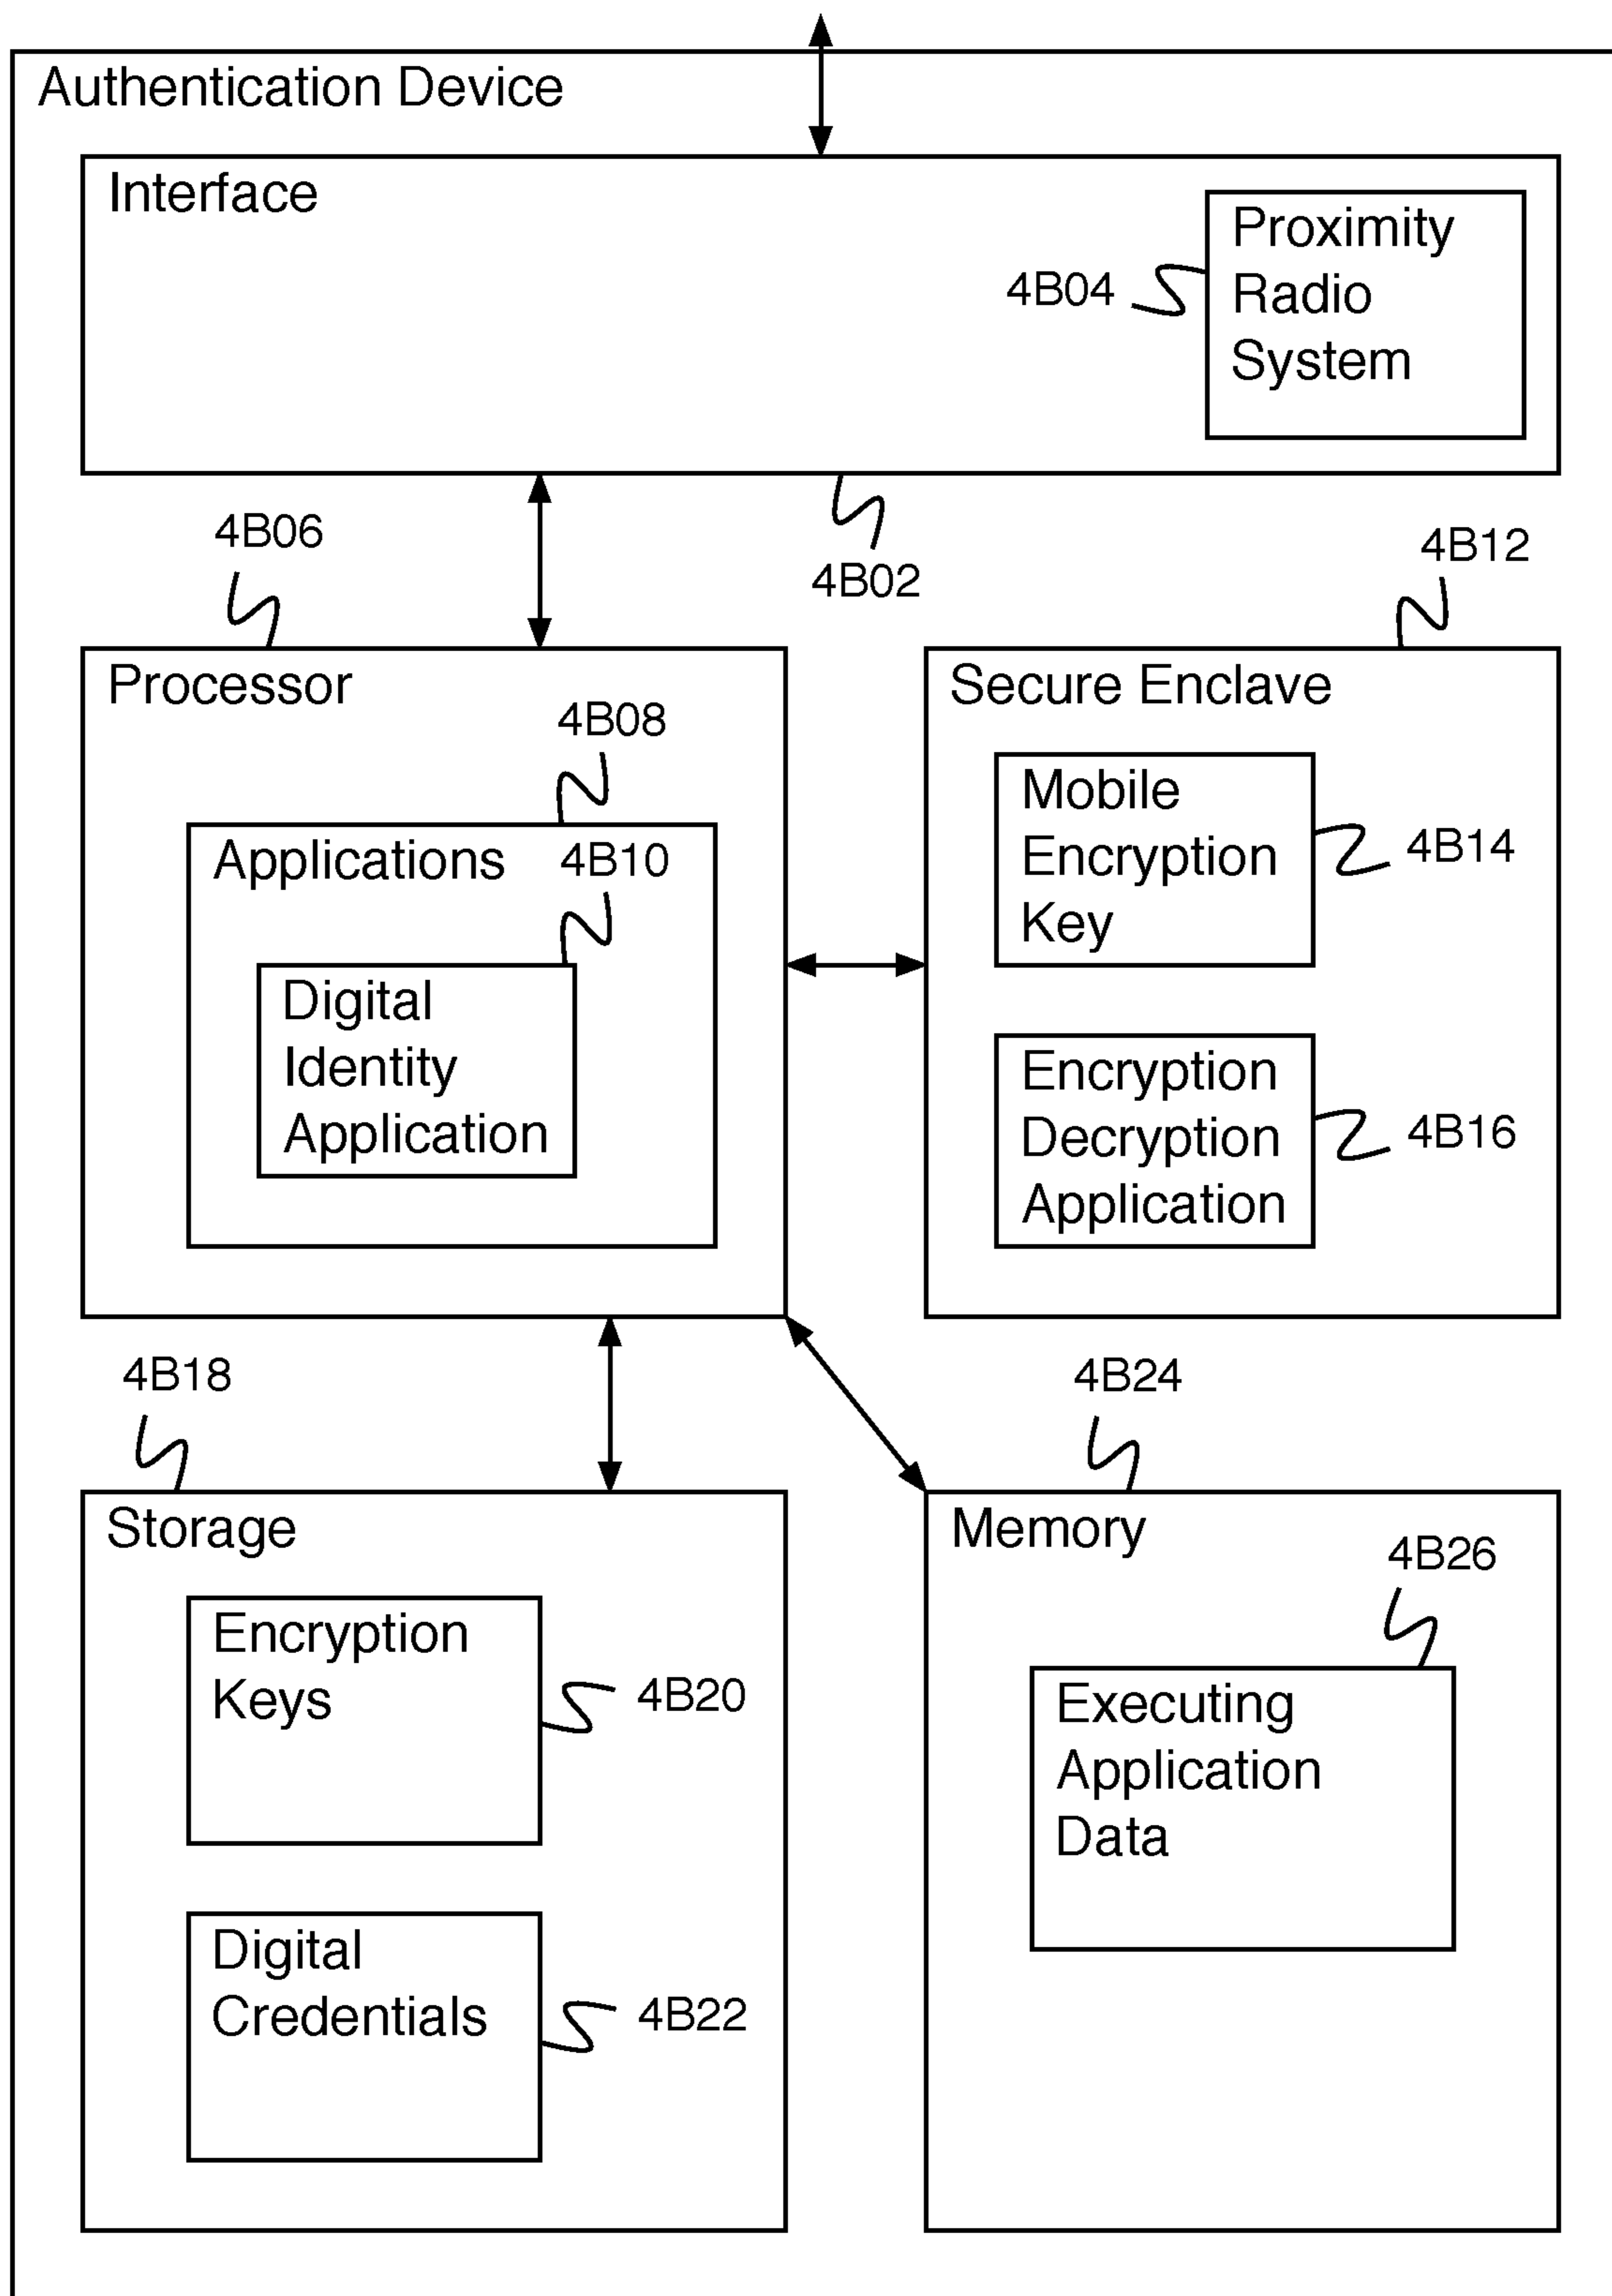 Authentication Device
Interface
Proximity
Radio
System
4B04
4B06
4B02
4B12
Processor
4B08
Applications
4B10
Digital
Identity
Application
Secure Enclave
Mobile
Encryption
Key
4B14
Encryption
Decryption
Application
4B16
4B18
4B24
Storage
Encryption
Keys
4B20
Digital
Credentials
4B22
Memory
4B26
Executing
Application
Data